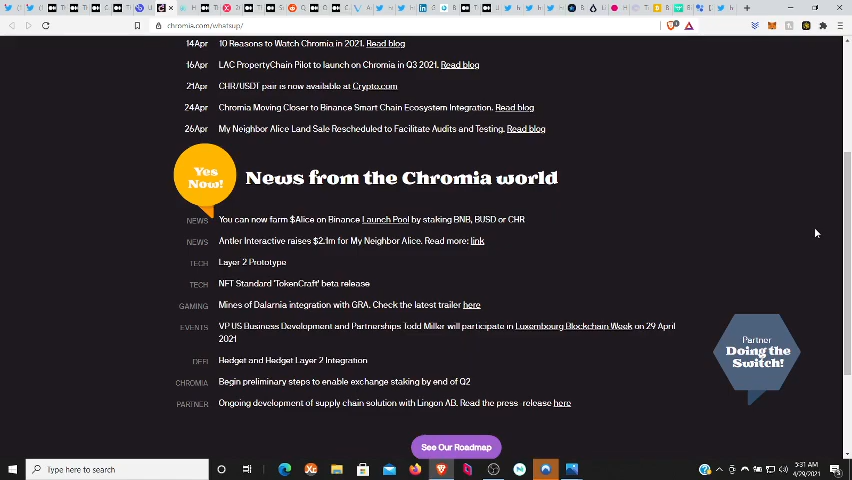 chromia.com/whatsup/
14Apr 10 Reasons to Watch Chromia in 2021. Read blog
16Apr LAC PropertyChain Pilot to launch on Chromia in Q3 2021. Read blog
21Apr CHR/USDT pair is now available at Crypto.com
24Apr Chromia Moving Closer to Binance Smart Chain Ecosystem Integration. Read blog
26Apr My Neighbor Alice Land Sale Rescheduled to Facilitate Audits and Testing. Read blog
Yes
Now!
News from the Chromia world
NEWS You can now farm $Alice on Binance Launch Pool by staking BNB, BUSD or CHR
NEWS Antler Interactive raises $2.1m for My Neighbor Alice. Read more: link
TECH Layer 2 Prototype
TECH NFT Standard 'TokenCraft' beta release
GAMING Mines of Dalarnia integration with GRA. Check the latest trailer here
EVENTS VP US Business Development and Partnerships Todd Miller will participate in Luxembourg Blockchain Week on 29 April
2021
Partner
Doing the
Switch!
DEFI Hedget and Hedget Layer 2 Integration
CHROMIA Begin preliminary steps to enable exchange staking by end of Q2
PARTNER Ongoing development of supply chain solution with Lingon AB. Read the press-release here
See Our Roadmap
Type here to search
5:31 AM
4/29/2021